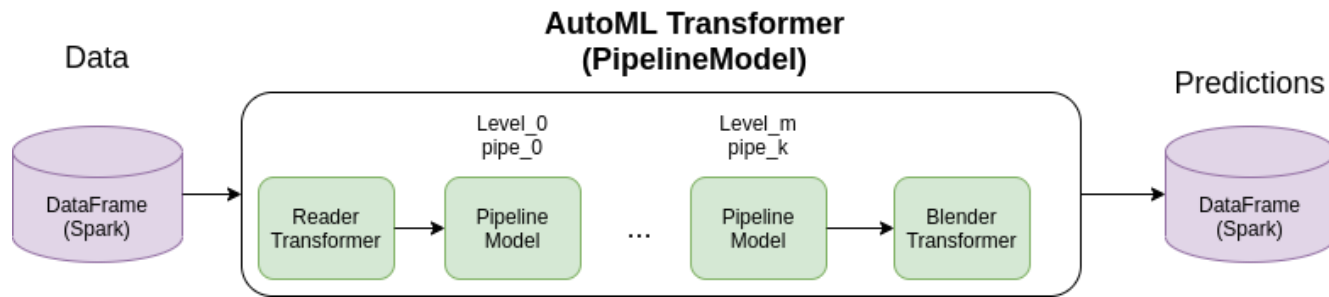 AutoML Transformer
(PipelineModel)
Data
Predictions
Level_0
pipe_0
Level_m
pipe_k
DataFrame
(Spark)
Reader
Transformer
Pipeline
Model
...
Pipeline
Model
Blender
Transformer
DataFrame
(Spark)